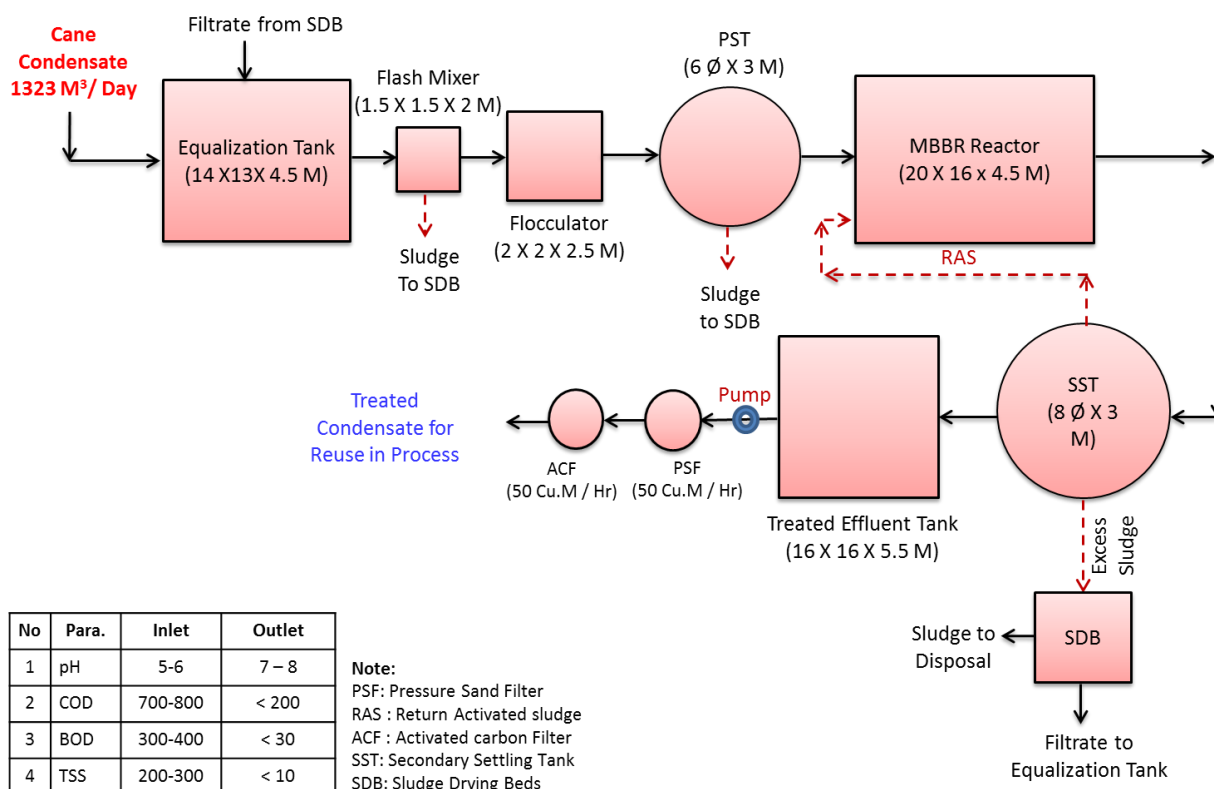 Cane
Condensate
1323 M³/ Day
Filtrate from SDB
Equalization Tank
(14 X13X 4.5 M)
Flash Mixer
(1.5 X 1.5 X 2 M)
Sludge
To SDB
Flocculator
(2 X 2 X 2.5 M)
PST
(6 Ø X 3 M)
Sludge
to SDB
MBBR Reactor
(20 X 16 x 4.5 M)
RAS
SST
(8 Ø X 3
M)
Excess
Sludge
SDB
Sludge to
Disposal
Filtrate to
Equalization Tank
Treated Effluent Tank
(16 X 16 X 5.5 M)
Pump
PSF
(50 Cu.M / Hr)
ACF
(50 Cu.M / Hr)
Treated
Condensate for
Reuse in Process
No Para. Inlet Outlet
1 pH 5-6 7 – 8
2 COD 700-800 < 200
3 BOD 300-400 < 30
4 TSS 200-300 < 10
Note:
PSF: Pressure Sand Filter
RAS : Return Activated sludge
ACF : Activated carbon Filter
SST: Secondary Settling Tank
SDB: Sludge Drying Beds